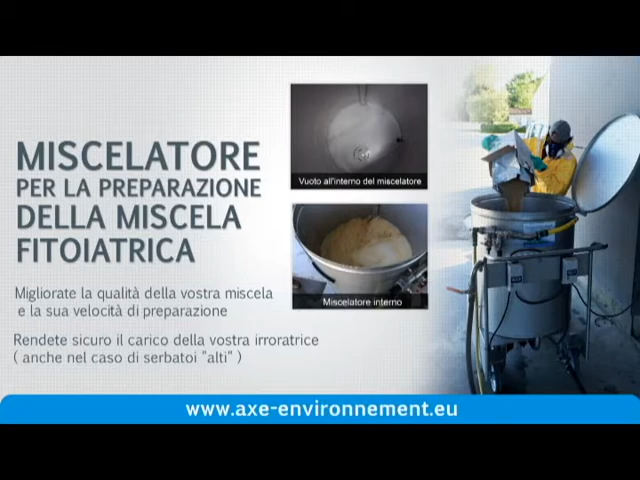 MISCELATORE
PER LA PREPARAZIONE
DELLA MISCELA
FITOIATRICA
Migliorate la qualità della vostra miscela
e la sua velocità di preparazione
Rendete sicuro il carico della vostra irroratrice
( anche nel caso di serbatoi "alti" )
Vuoto all'interno del miscelatore
Miscelatore interno
www.axe-environnement.eu